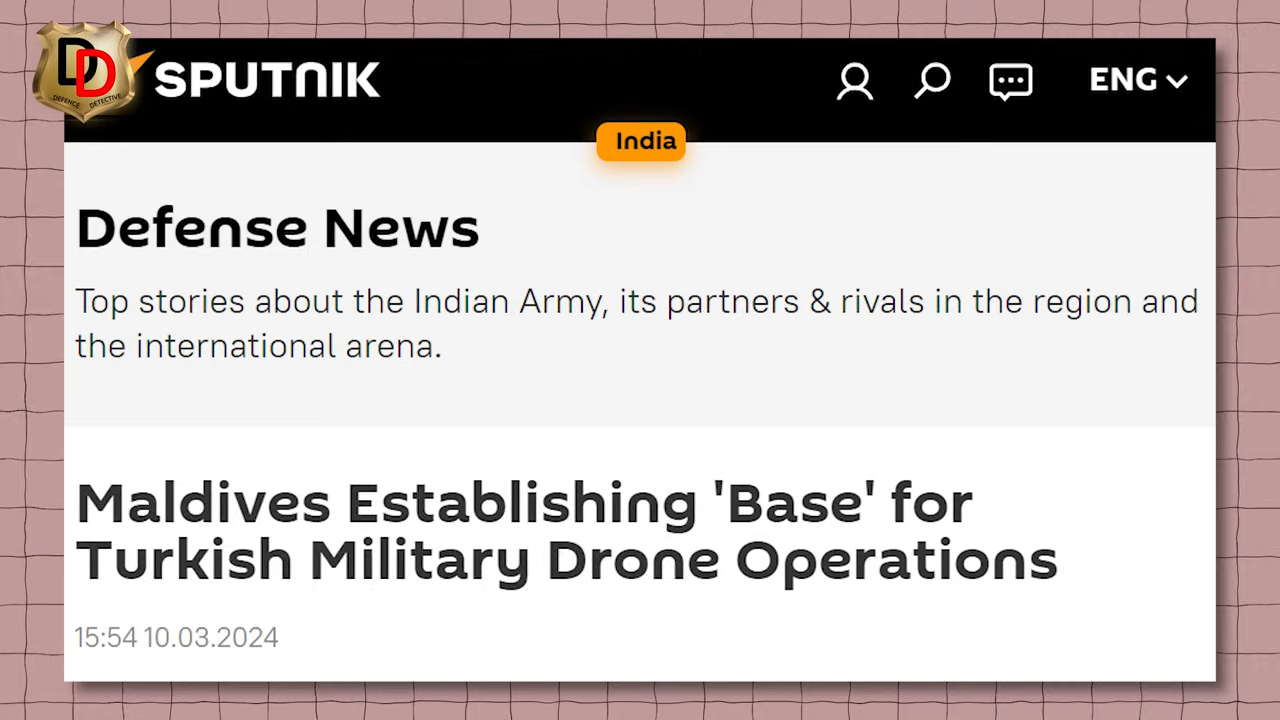 DD
DEFENCE DETECTIVE
SPUTNIK
ENG
India
Defense News
Top stories about the Indian Army, its partners & rivals in the region and
the international arena.
Maldives Establishing 'Base' for
Turkish Military Drone Operations
15:54 10.03.2024